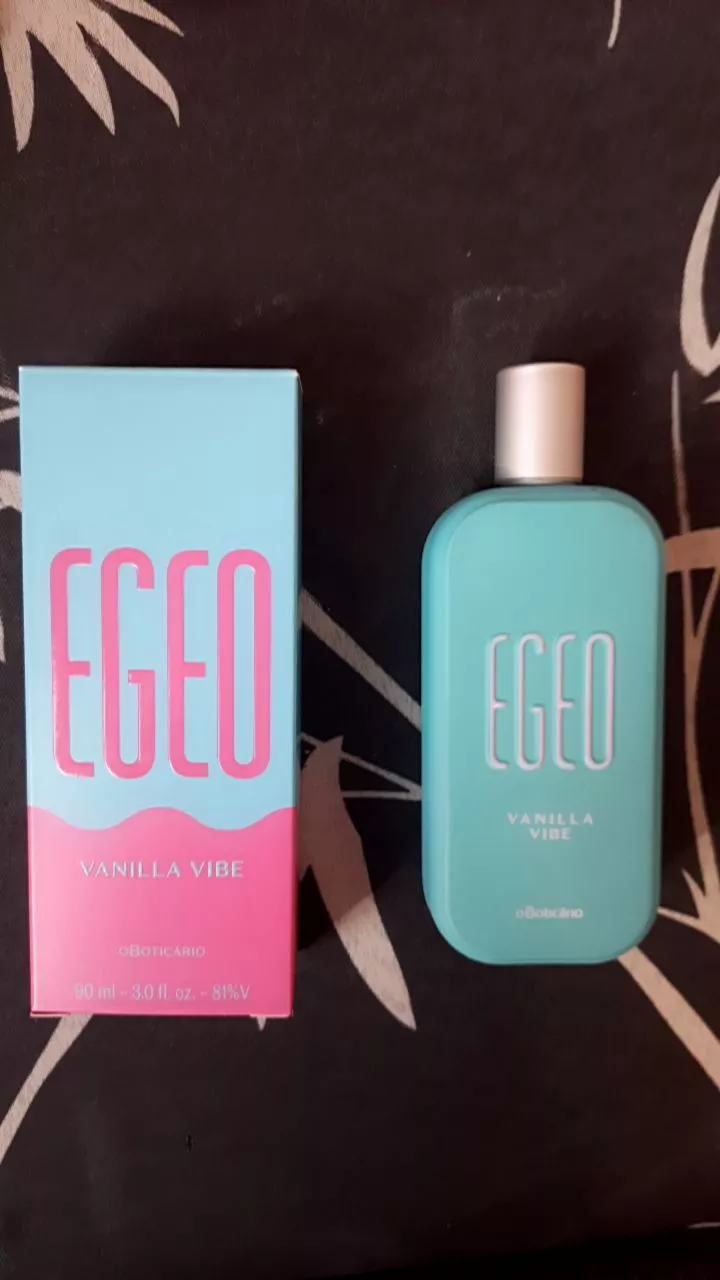 EGEO
VANILLA VIBE
oBOTICÁRIO
90 ml - 3.0 fl. oz. - 81%V
EGEO
VANILLA
VIBE
oBoticário